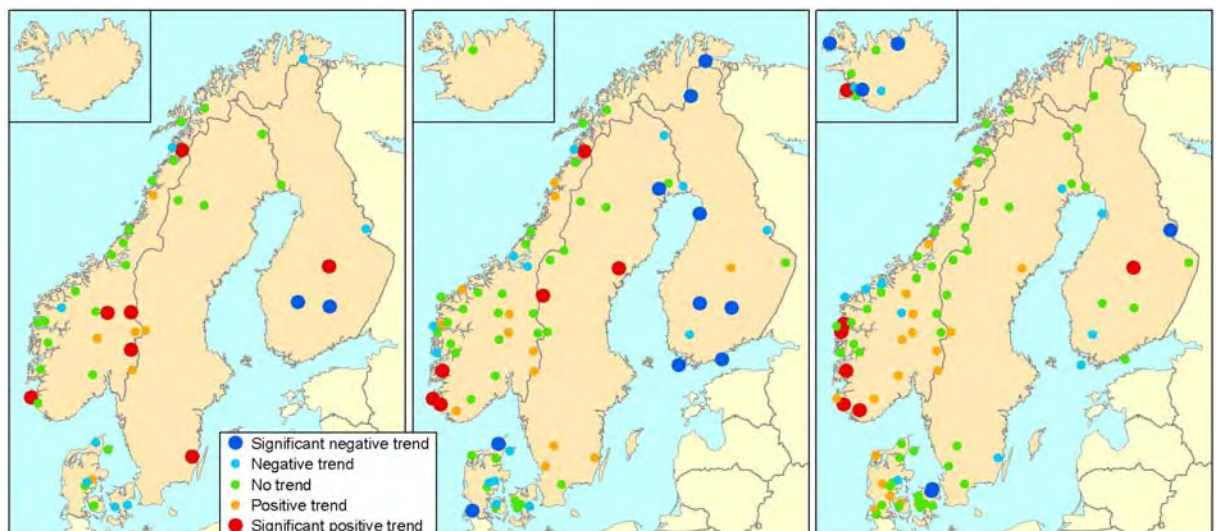 Significant negative trend
Negative trend
No trend
Positive trend
Significant positive trend